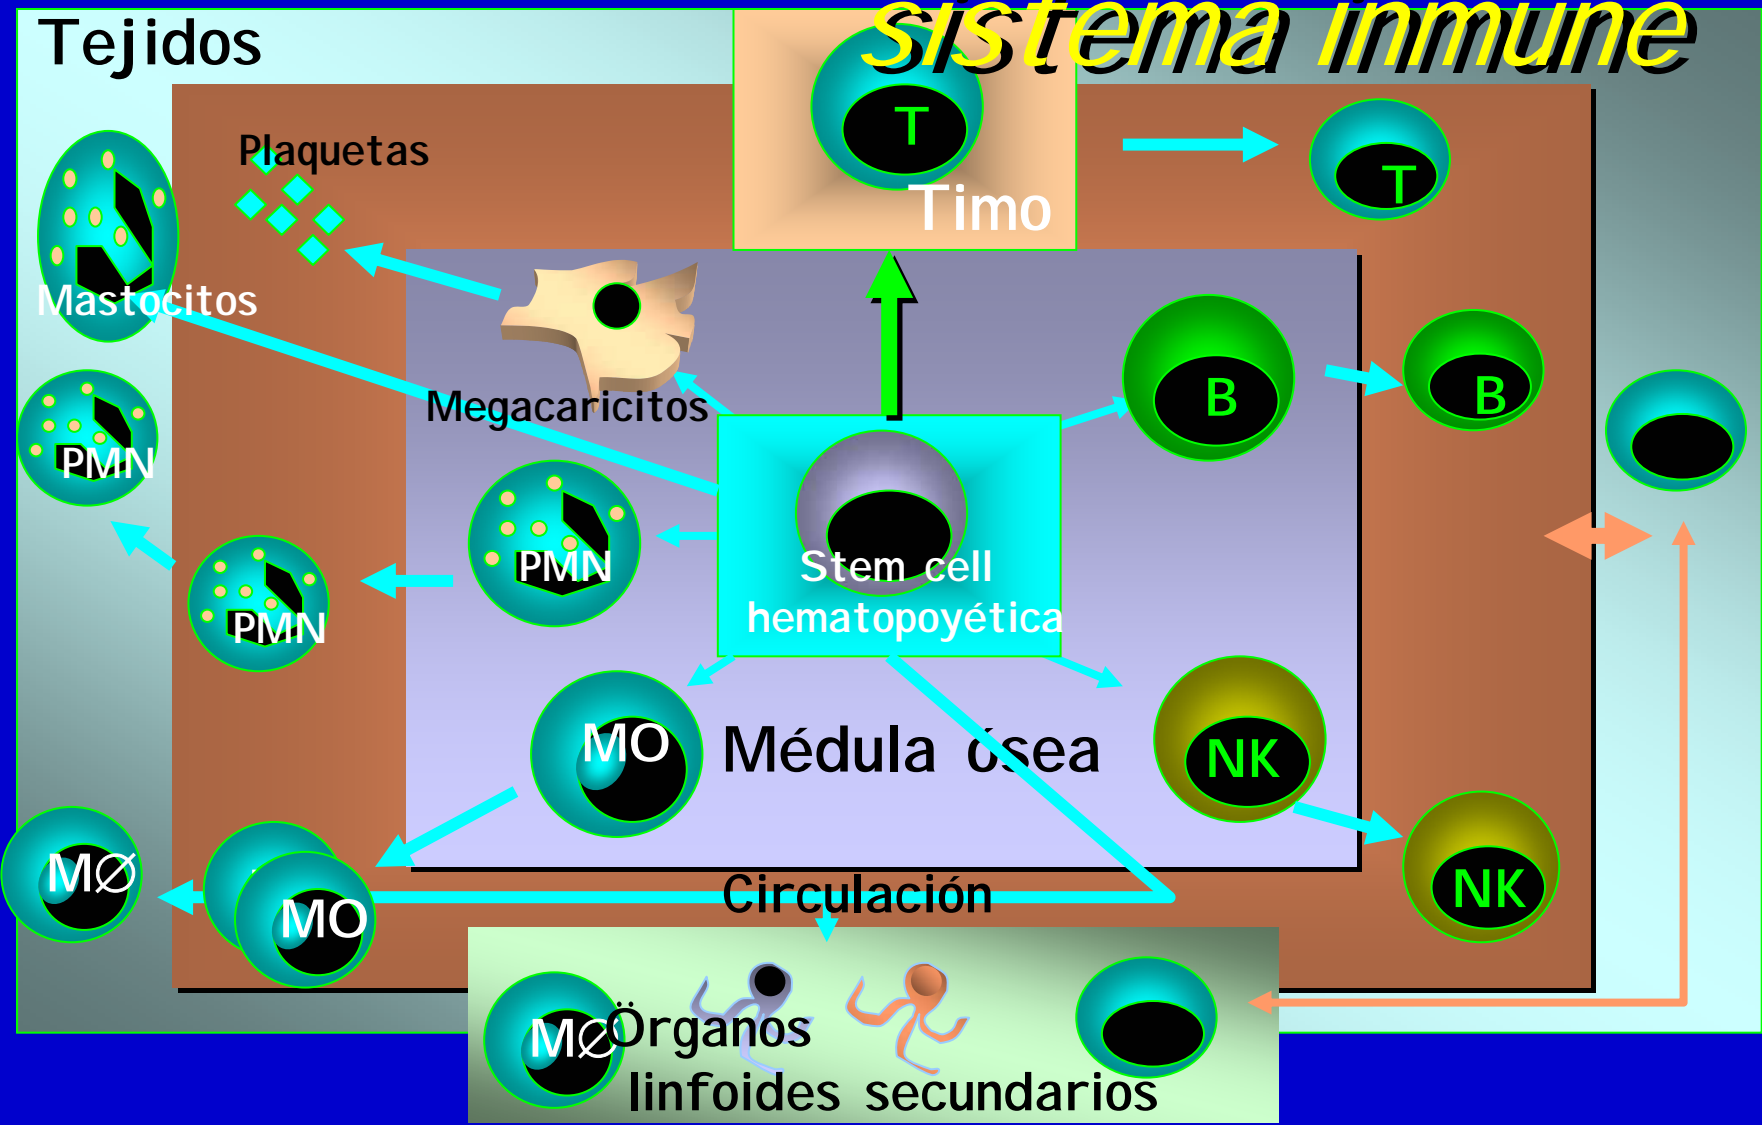 sistema inmune
Tejidos
T
Plaquetas
T
Timo
Mastocitos
B
B
Megacaricitos
PMN
PMN
Stem cell
hematopoyética
PMN
MO
Médula ósea
NK
MØ
Circulación
NK
MO
MØ
Örganos
linfoides secundarios